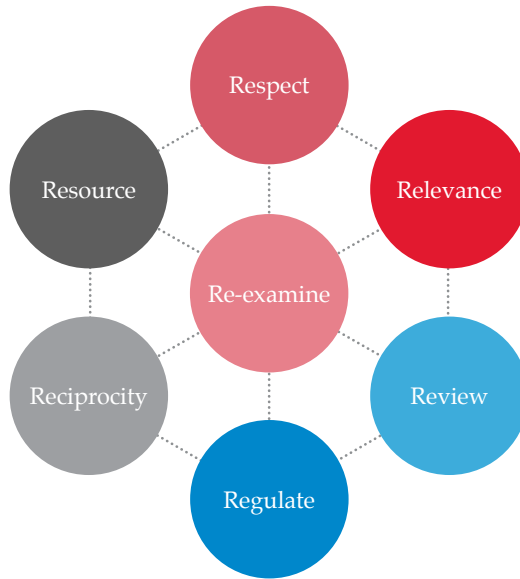 Respect
Resource
Relevance
Re-examine
Reciprocity
Review
Regulate